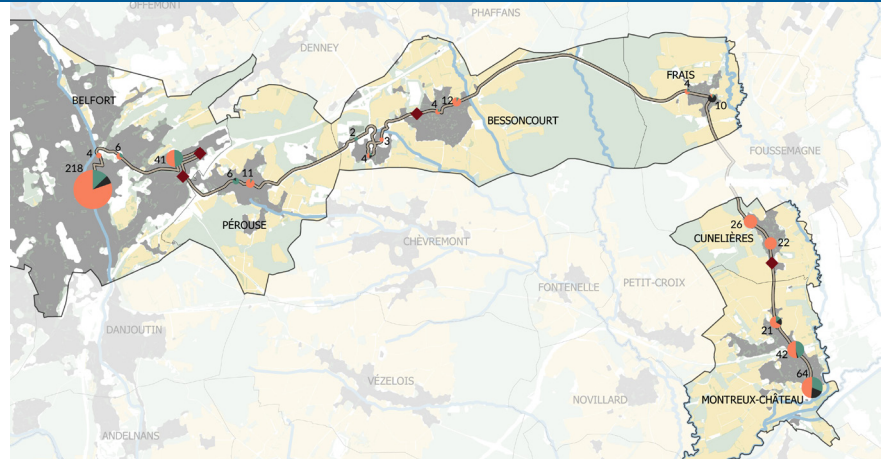 OFFEMONT
PHAFFANS
DENNEY
FRAIS
4
10
BELFORT
4
12
BESSONCOURT
2
3
4
FOUSSEMAGNE
4
6
41
218
6
11
PÉROUSE
26
CUNELIÈRES
22
CHÈVREMONT
PETIT-CROIX
FONTENELLE
DANJOUTIN
21
42
64
VÉZELOIS
NOVILLARD
MONTREUX-CHÂTEAU
ANDELNANS